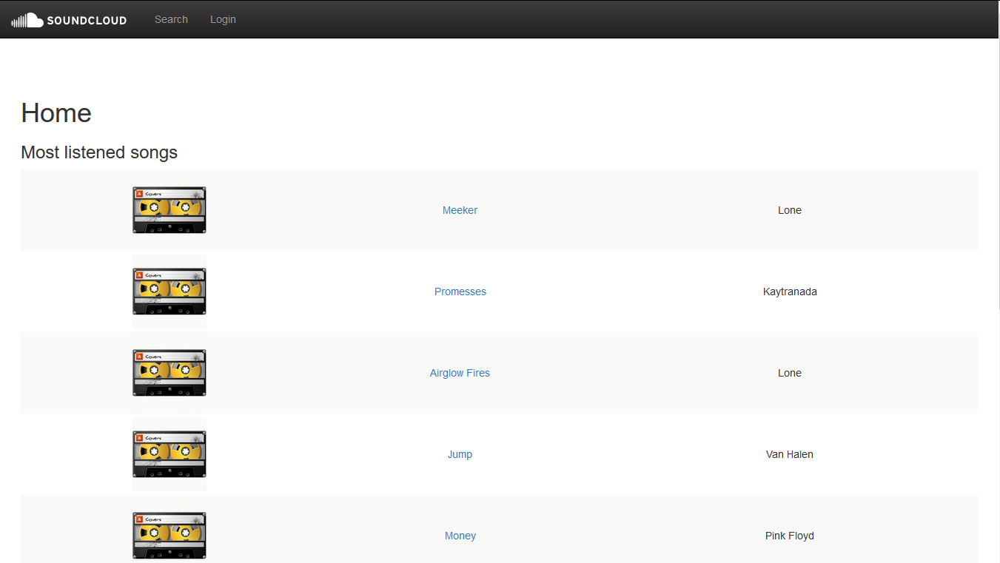 SOUNDCLOUD Search Login
Home
Most listened songs
A Covers
Meeker Lone
A Covers
Promesses Kaytranada
A Covers
Airglow Fires Lone
A Covers
Jump Van Halen
A Covers
Money Pink Floyd